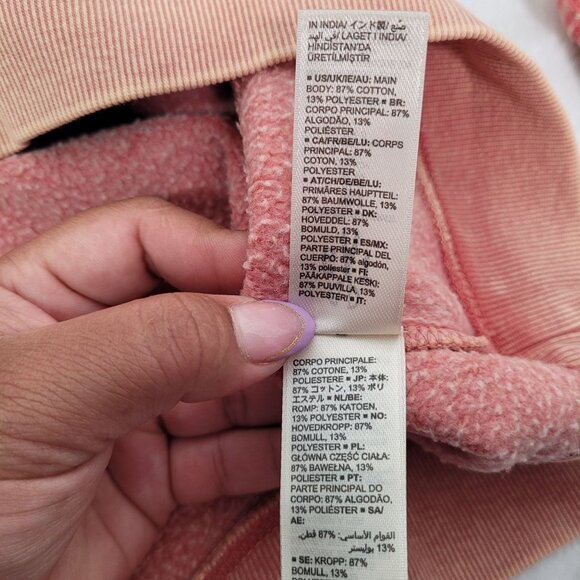 IN INDIA/ インド製/ صُنع
في الهند/ LAGET I INDIA/
HINDİSTAN'DA
ÜRETİLMİŞTİR
■ US/UK/IE/AU: MAIN
BODY: 87% COTTON,
13% POLYESTER ■ BR:
CORPO PRINCIPAL: 87%
ALGODÃO, 13%
POLIÉSTER
■ CA/FR/BE/LU: CORPS
PRINCIPAL: 87%
COTON, 13%
POLYESTER
■ AT/CH/DE/BE/LU:
PRIMÄRES HAUPTTEIL:
87% BAUMWOLLE, 13%
POLYESTER ■ DK:
HOVEDDEL: 87%
BOMULD, 13%
POLYESTER ■ ES/MX:
PARTE PRINCIPAL DEL
CUERPO: 87% algodón,
13% poliester ■ FI:
PÄÄKAPPALE KESKI:
87% PUUVILLA, 13%
POLYESTERI ■ IT:
CORPO PRINCIPALE:
87% COTONE, 13%
POLIESTERE ■ JP: 本体:
87% コットン, 13% ポリ
エステル ■ NL/BE:
ROMP: 87% KATOEN,
13% POLYESTER ■ NO:
HOVEDKROPP: 87%
BOMULL, 13%
POLYESTER ■ PL:
GŁÓWNA CZĘŚĆ CIAŁA:
87% BAWEŁNA, 13%
POLIESTER ■ PT:
PARTE PRINCIPAL DO
CORPO: 87% ALGODÃO,
13% POLIÉSTER ■ SA/
AE:
القوام الأساسي: 87% قطن،
13% بوليستر
■ SE: KROPP: 87%
BOMULL, 13%